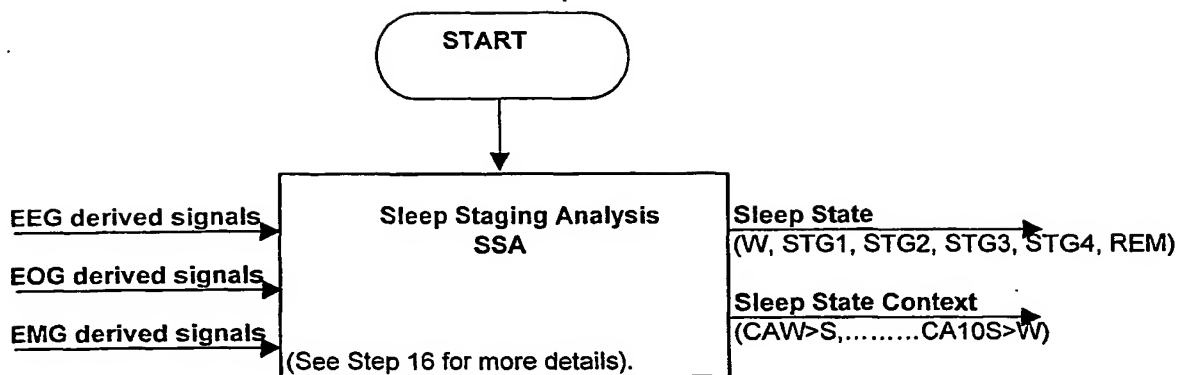 START
Sleep Staging Analysis
SSA
EEG derived signals
EOG derived signals
EMG derived signals
(See Step 16 for more details).
Sleep State
(W, STG1, STG2, STG3, STG4, REM)
Sleep State Context
(CAW>S,.........CA10S>W)